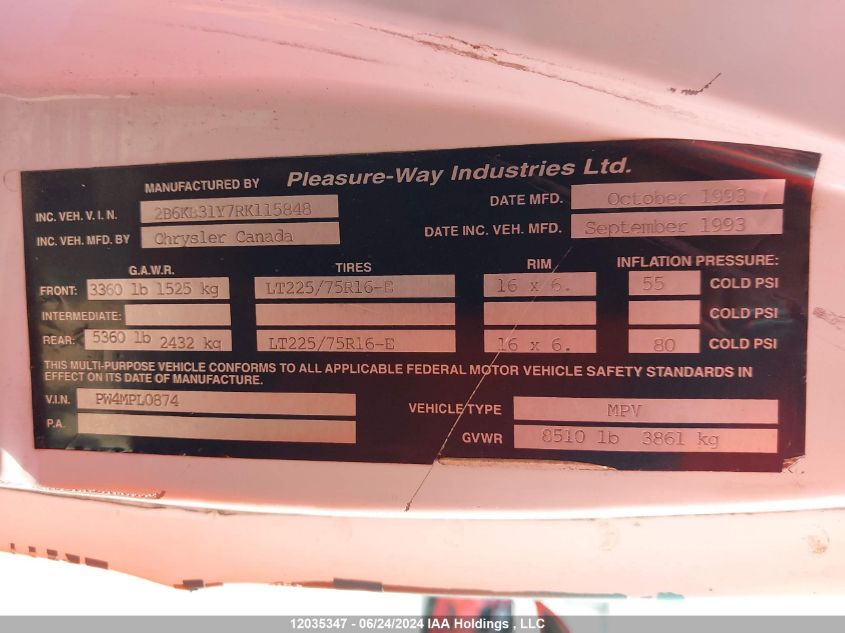 MANUFACTURED BY Pleasure-Way Industries Ltd.
INC. VEH. V. I. N. 2B6KB31Y7RK115848 DATE MFD. October 1993
INC. VEH. MFD. BY Chrysler Canada DATE INC. VEH. MFD. September 1993
G.A.W.R. TIRES RIM INFLATION PRESSURE:
FRONT: 3360 lb 1525 kg LT225/75R16-E 16 x 6. 55 COLD PSI
INTERMEDIATE: COLD PSI
REAR: 5360 lb 2432 kg LT225/75R16-E 16 x 6. 80 COLD PSI
THIS MULTI-PURPOSE VEHICLE CONFORMS TO ALL APPLICABLE FEDERAL MOTOR VEHICLE SAFETY STANDARDS IN
EFFECT ON ITS DATE OF MANUFACTURE.
V.I.N. PW4MPL0874 VEHICLE TYPE MPV
P.A. GVWR 8510 lb 3861 kg
12035347 - 06/24/2024 IAA Holdings , LLC